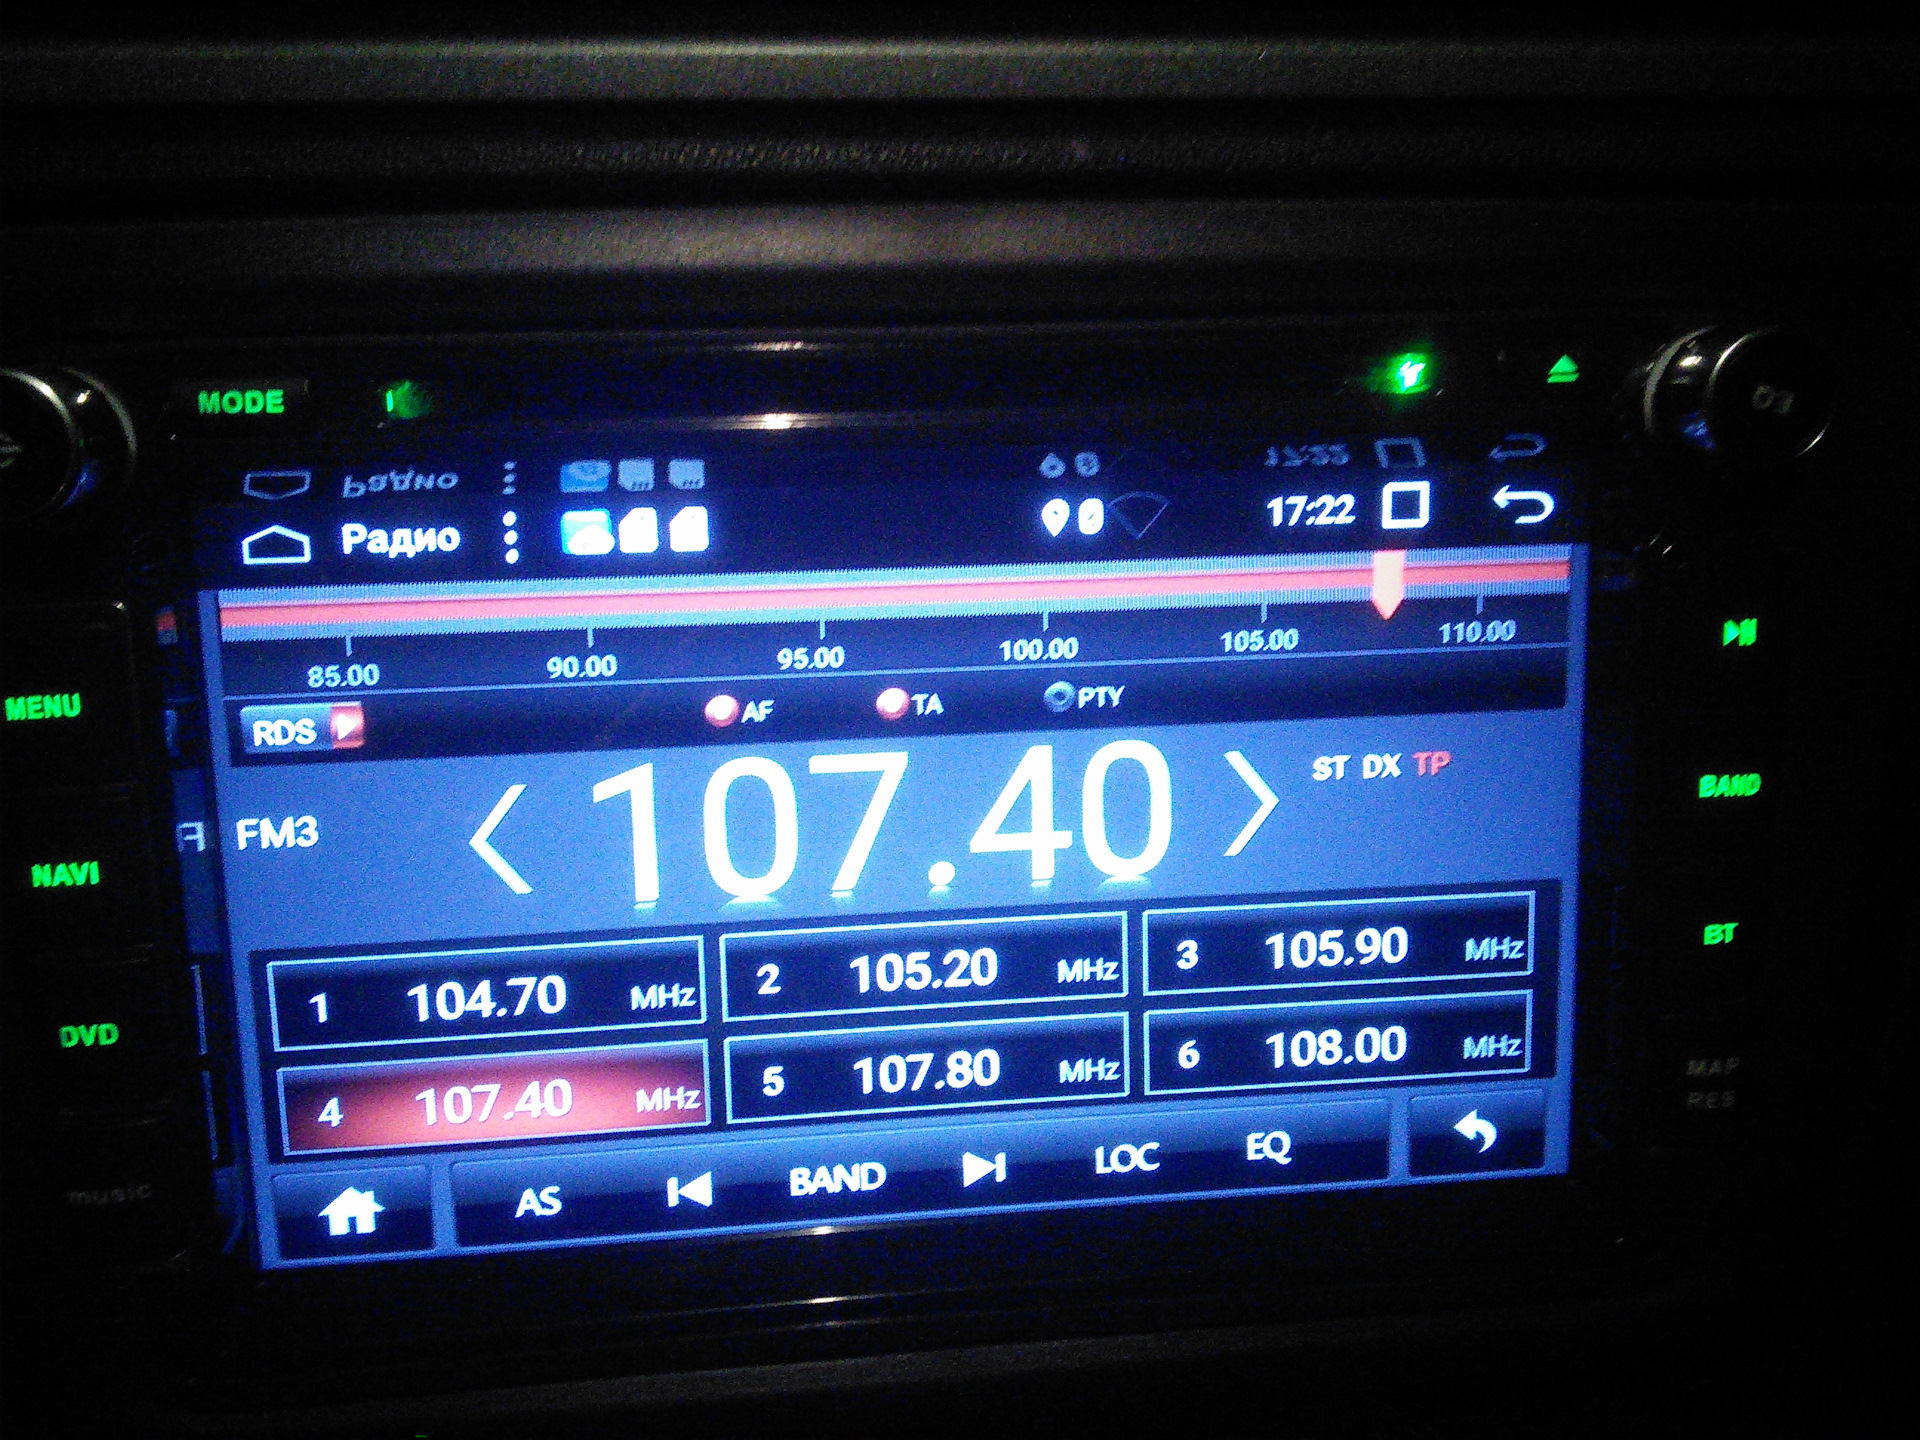 MODE
Радио 17:22
85.00 90.00 95.00 100.00 105.00 110.00
MENU
RDS AF TA PTY
FM3 107.40 ST DX TP
BAND
NAVI
BT
1 104.70 MHz 2 105.20 MHz 3 105.90 MHz
DVD
4 107.40 MHz 5 107.80 MHz 6 108.00 MHz
MAP
RES
music
AS BAND LOC EQ